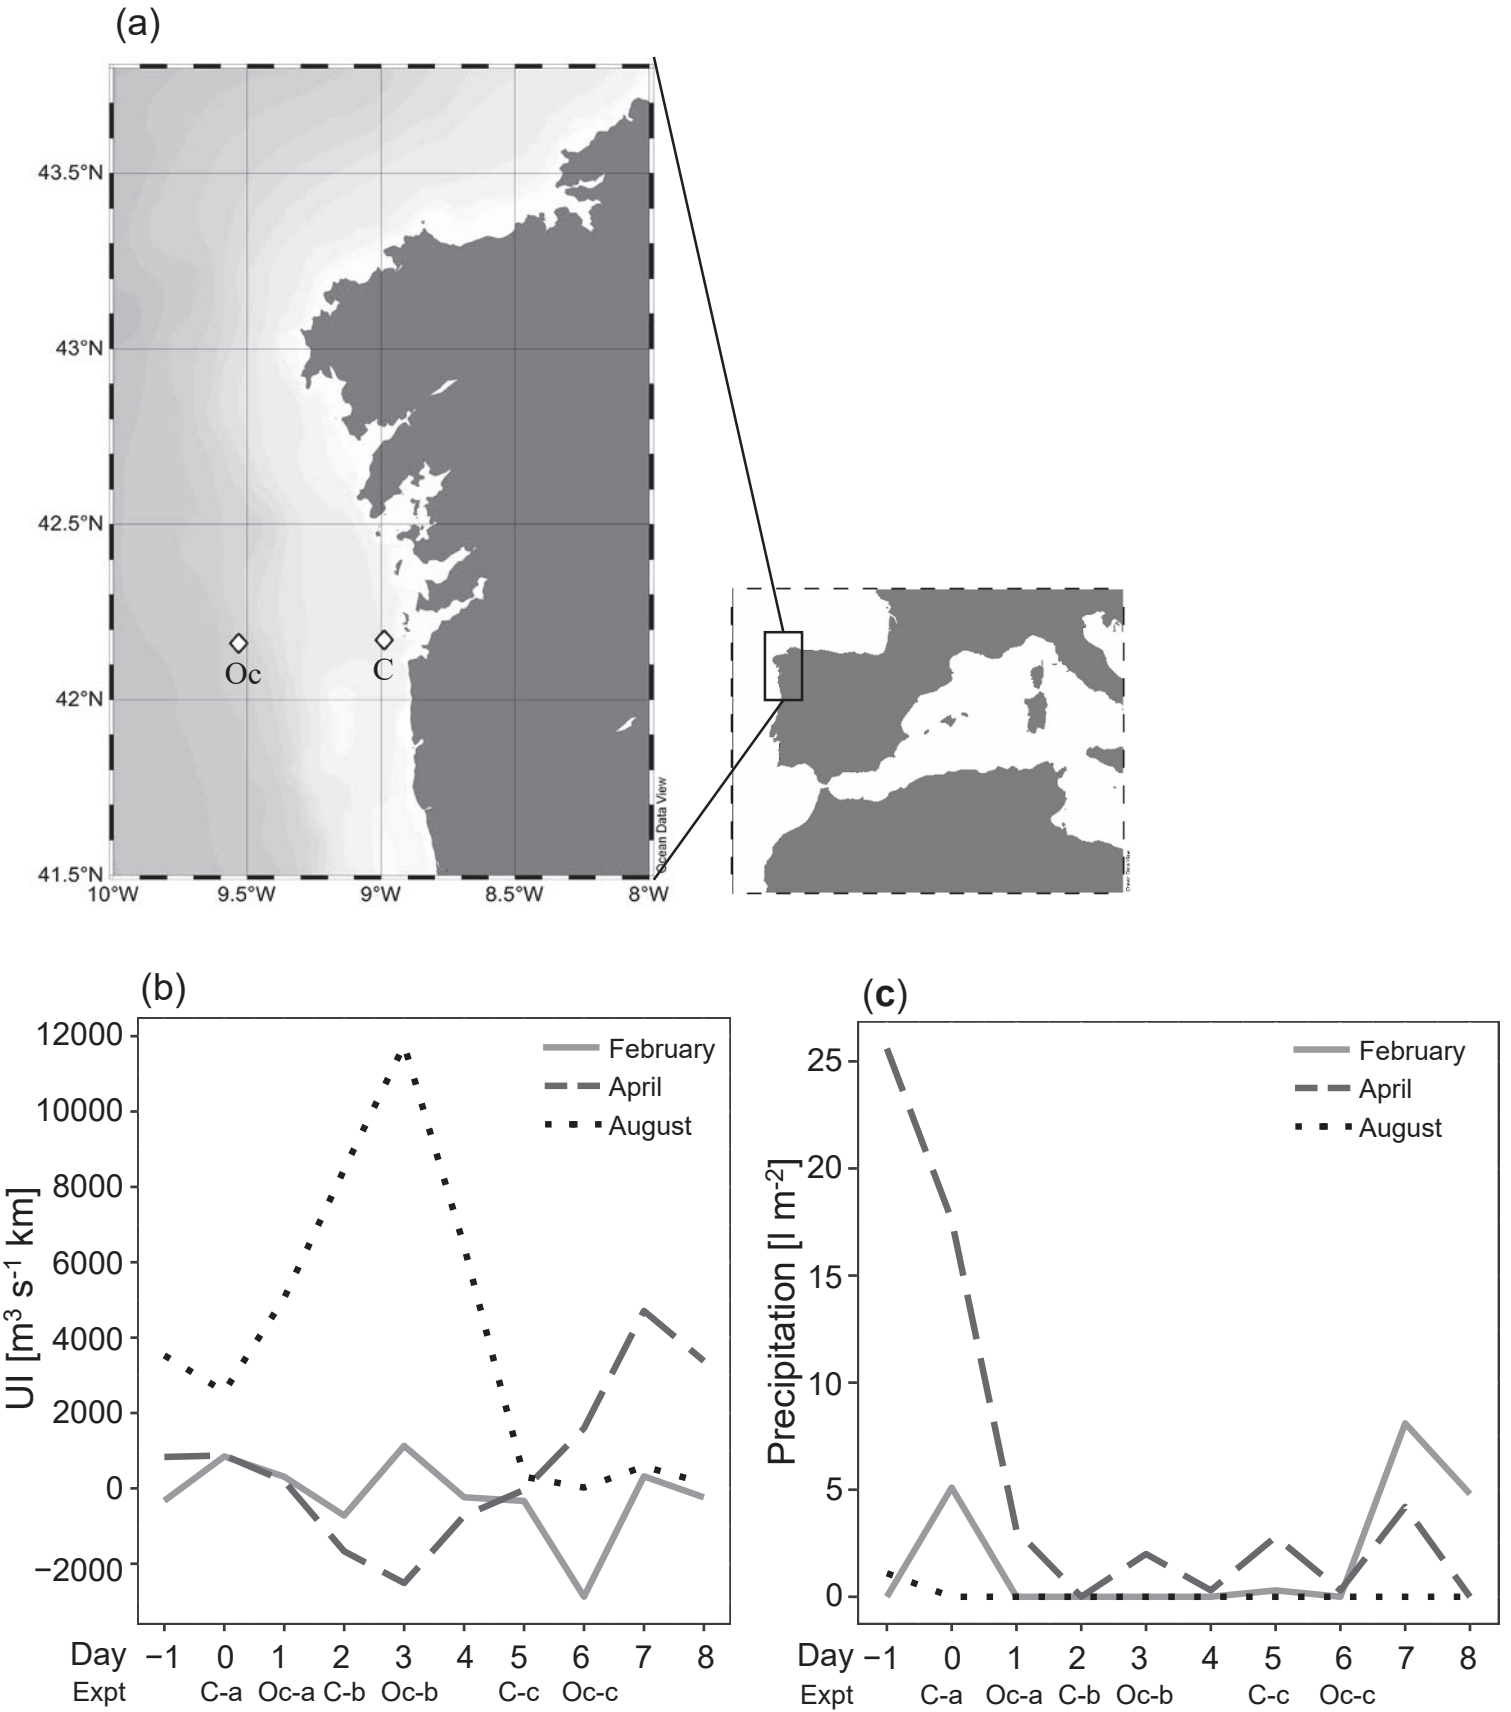 (a)
43.5°N
43°N
42.5°N
42°N
41.5°N
10°W 9.5°W 9°W 8.5°W 8°W
Oc
C
Ocean Data View
Ocean Data View
(b)
12000
10000
8000
6000
4000
2000
0
−2000
UI [m³ s⁻¹ km]
February
April
August
Day −1 0 1 2 3 4 5 6 7 8
Expt C-a Oc-a C-b Oc-b C-c Oc-c
(c)
25
20
15
10
5
0
Precipitation [l m⁻²]
February
April
August
Day −1 0 1 2 3 4 5 6 7 8
Expt C-a Oc-a C-b Oc-b C-c Oc-c